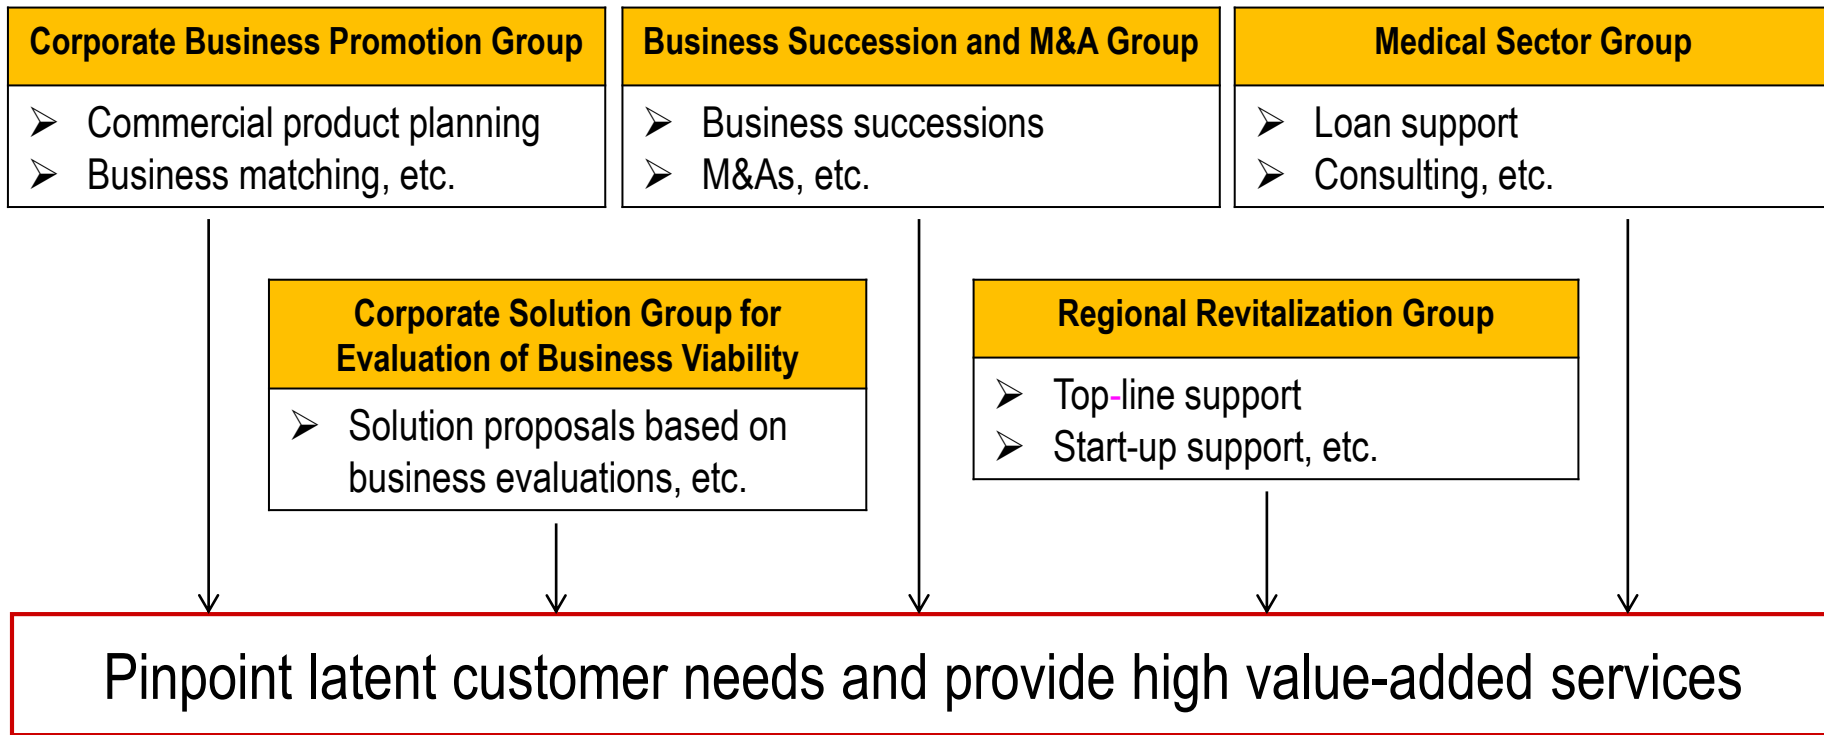 Corporate Business Promotion Group
➢ Commercial product planning
➢ Business matching, etc.
Business Succession and M&A Group
➢ Business successions
➢ M&As, etc.
Medical Sector Group
➢ Loan support
➢ Consulting, etc.
Corporate Solution Group for
Evaluation of Business Viability
➢ Solution proposals based on
business evaluations, etc.
Regional Revitalization Group
➢ Top-line support
➢ Start-up support, etc.
Pinpoint latent customer needs and provide high value-added services